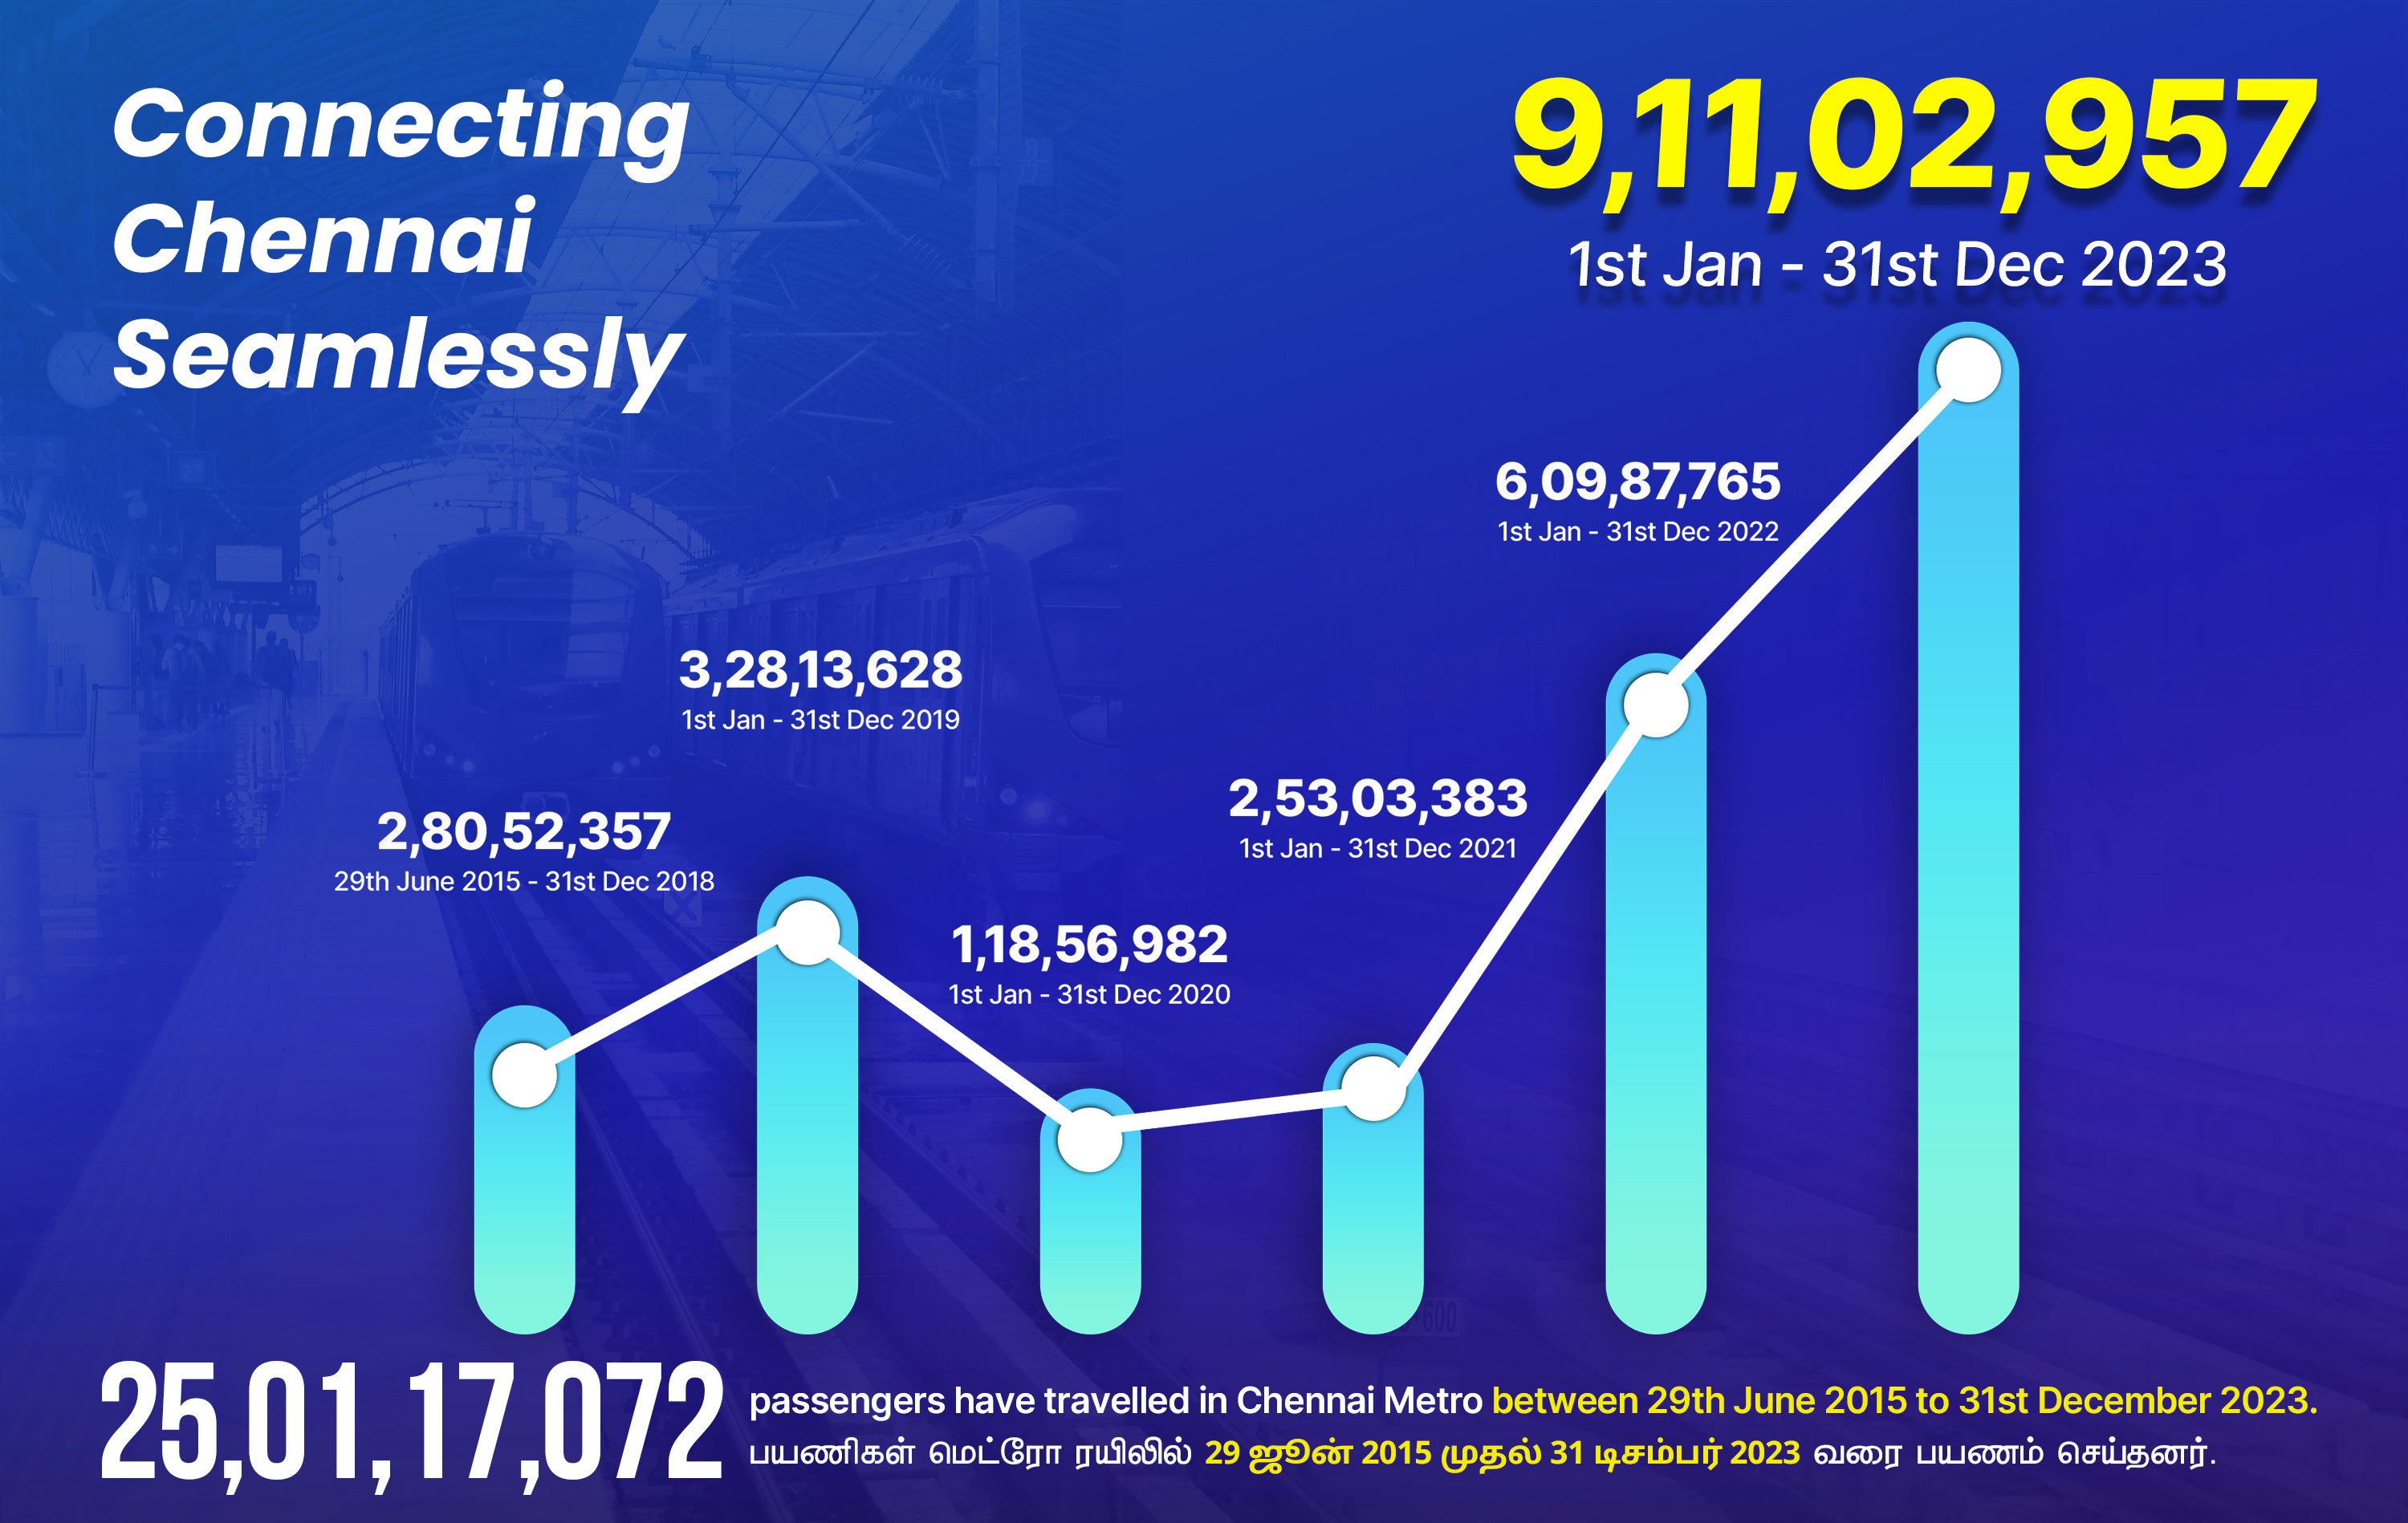 Connecting
Chennai
Seamlessly
9,11,02,957
1st Jan - 31st Dec 2023
6,09,87,765
1st Jan - 31st Dec 2022
3,28,13,628
1st Jan - 31st Dec 2019
2,53,03,383
1st Jan - 31st Dec 2021
2,80,52,357
29th June 2015 - 31st Dec 2018
1,18,56,982
1st Jan - 31st Dec 2020
25,01,17,072
passengers have travelled in Chennai Metro between 29th June 2015 to 31st December 2023.
பயணிகள் மெட்ரோ ரயிலில் 29 ஜூன் 2015 முதல் 31 டிசம்பர் 2023 வரை பயணம் செய்தனர்.